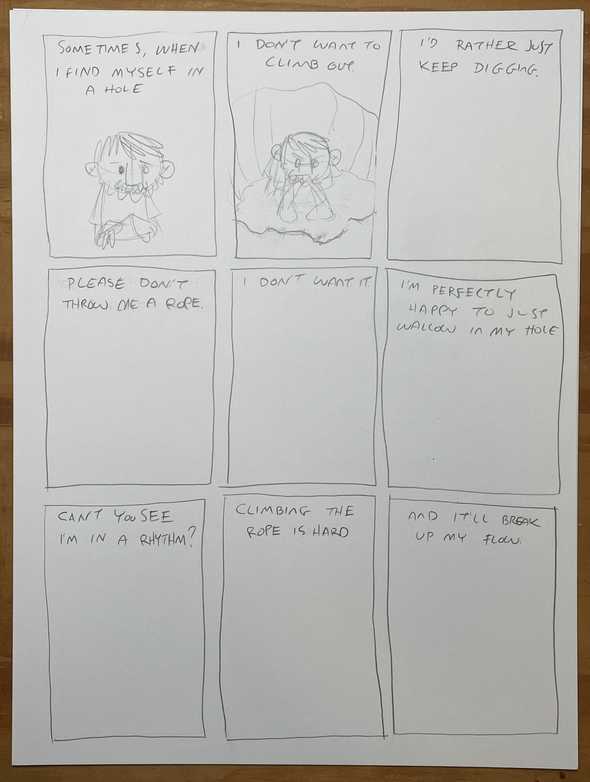 SOMETIMES, WHEN
I FIND MYSELF IN
A HOLE
I DON'T WANT TO
CLIMB OUT.
I'D RATHER JUST
KEEP DIGGING.
PLEASE DON'T
THROW ME A ROPE.
I DON'T WANT IT
I'M PERFECTLY
HAPPY TO JUST
WALLOW IN MY HOLE
CAN'T YOU SEE
I'M IN A RHYTHM?
CLIMBING THE
ROPE IS HARD
AND IT'LL BREAK
UP MY FLOW.